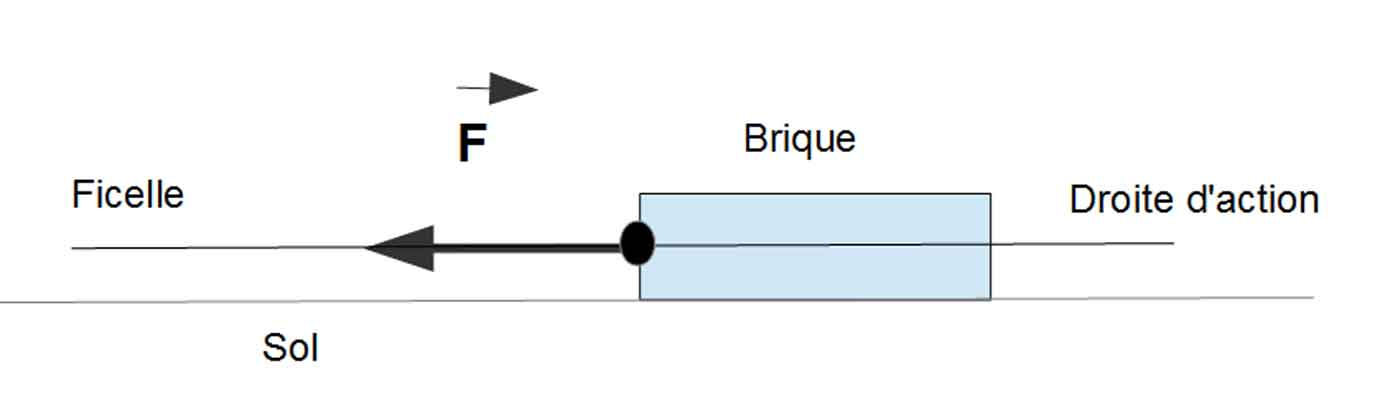 F
Brique
Ficelle
Droite d'action
Sol